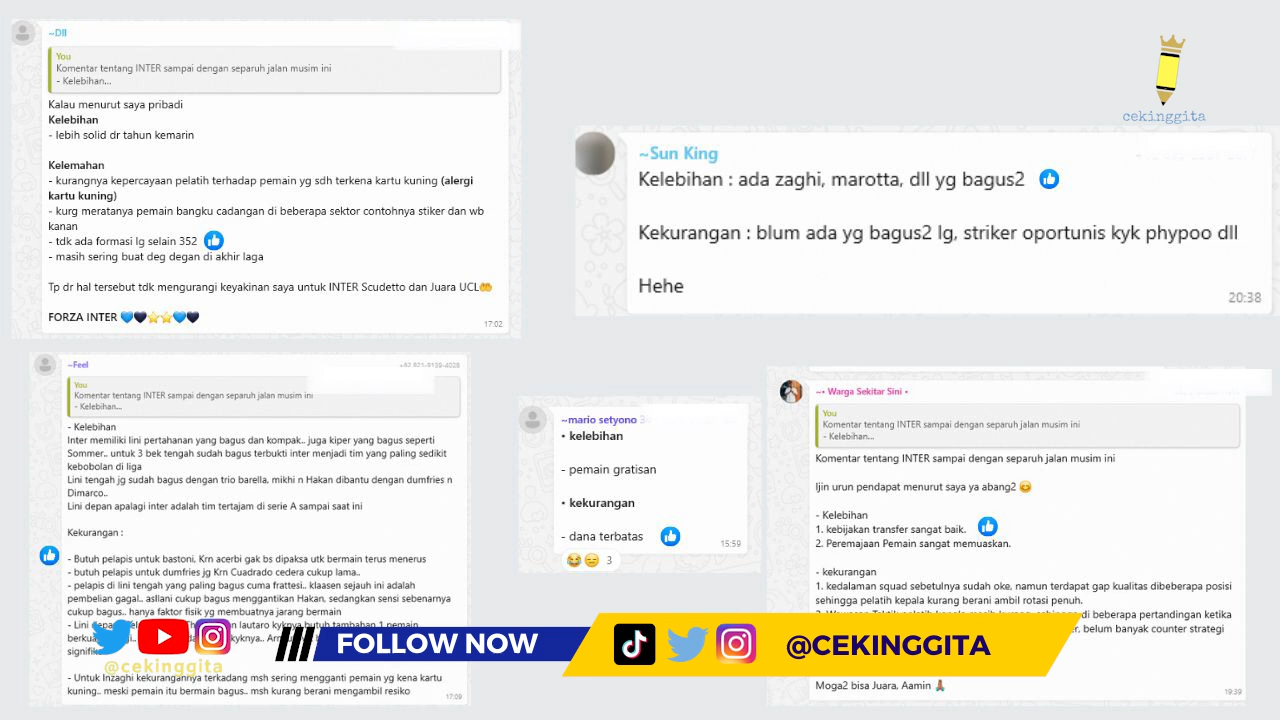 ~Dll
You
Komentar tentang INTER sampai dengan separuh jalan musim ini
- Kelebihan...
Kalau menurut saya pribadi
Kelebihan
- lebih solid dr tahun kemarin
Kelemahan
- kurangnya kepercayaan pelatih terhadap pemain yg sdh terkena kartu kuning (alergi
kartu kuning)
- kurg meratanya pemain bangku cadangan di beberapa sektor contohnya stiker dan wb
kanan
- tdk ada formasi lg selain 352
- masih sering buat deg degan di akhir laga
Tp dr hal tersebut tdk mengurangi keyakinan saya untuk INTER Scudetto dan Juara UCL🤲
FORZA INTER 💙🖤⭐⭐💙🖤
17:02
cekinggita
~Sun King
Kelebihan : ada zaghi, marotta, dll yg bagus2
Kekurangan : blum ada yg bagus2 lg, striker oportunis kyk phypoo dll
Hehe
20:38
~Feel
You
Komentar tentang INTER sampai dengan separuh jalan musim ini
- Kelebihan...
- Kelebihan
Inter memiliki lini pertahanan yang bagus dan kompak.. juga kiper yang bagus seperti
Sommer.. untuk 3 bek tengah sudah bagus terbukti inter menjadi tim yang paling sedikit
kebobolan di liga
Lini tengah jg sudah bagus dengan trio barella, mikhi n Hakan dibantu dengan dumfries n
Dimarco..
Lini depan apalagi inter adalah tim tertajam di serie A sampai saat ini
Kekurangan :
- Butuh pelapis untuk bastoni, Krn acerbi gak bs dipaksa utk bermain terus menerus
- butuh pelapis untuk dumfries jg Krn Cuadrado cedera cukup lama..
- pelapis di lini tengah yang paling bagus cuma frattesi.. klaasen sejauh ini adalah
pembelian gagal.. asllani cukup bagus menggantikan Hakan, sedangkan sensi sebenarnya
cukup bagus.. hanya faktor fisik yg membuatnya jarang bermain
- Lini lautaro kyknya butuh tambahan 1 pemain
signifik
- Untuk Inzaghi kekurangannya terkadang msh sering mengganti pemain yg kena kartu
kuning.. meski pemain itu bermain bagus.. msh kurang berani mengambil resiko
17:09
~mario setyono
• kelebihan
- pemain gratisan
• kekurangan
- dana terbatas
15:59
😂😑 3
~• Warga Sekitar Sini •
You
Komentar tentang INTER sampai dengan separuh jalan musim ini
- Kelebihan...
Komentar tentang INTER sampai dengan separuh jalan musim ini
Ijin urun pendapat menurut saya ya abang2 😊
- Kelebihan
1. kebijakan transfer sangat baik.
2. Peremajaan Pemain sangat memuaskan.
- kekurangan
1. kedalaman squad sebetulnya sudah oke, namun terdapat gap kualitas dibeberapa posisi
sehingga pelatih kepala kurang berani ambil rotasi penuh.
di beberapa pertandingan ketika
belum banyak counter strategi
Moga2 bisa Juara, Aamin 🙏
19:39
@cekinggita
FOLLOW NOW
@CEKINGGITA